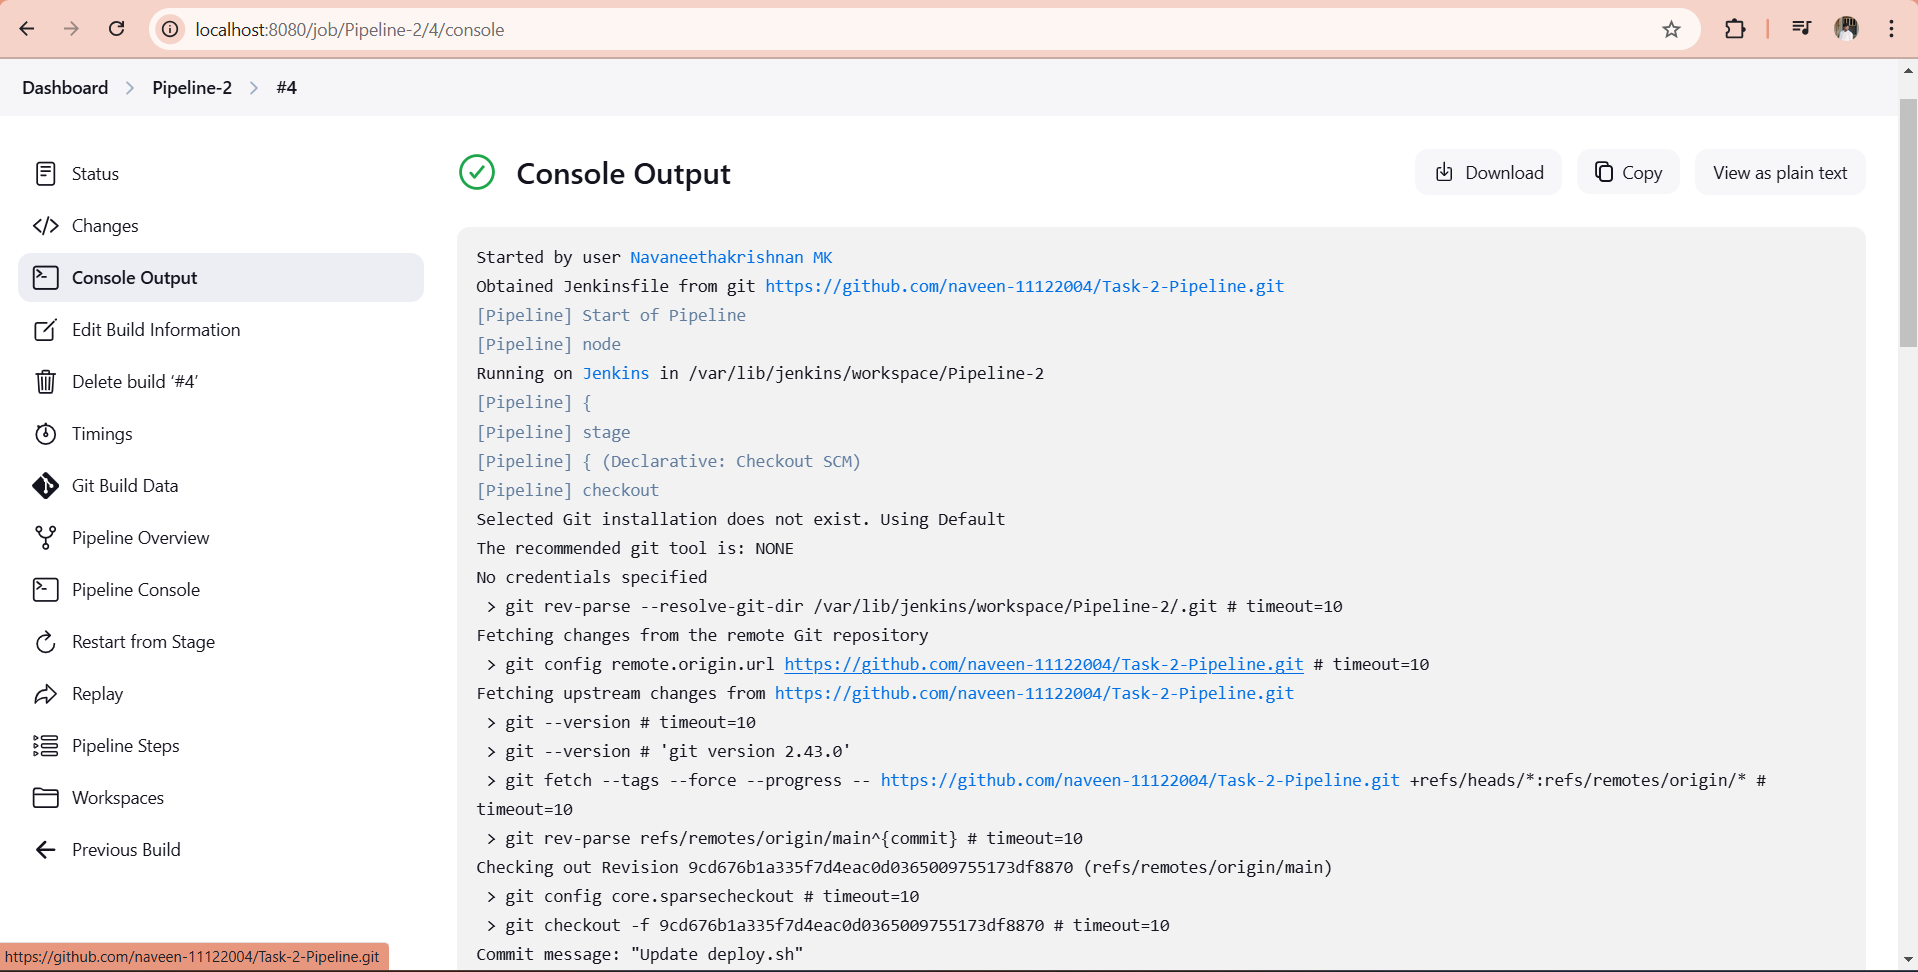 localhost:8080/job/Pipeline-2/4/console
Dashboard > Pipeline-2 > #4
Status
Changes
Console Output
Edit Build Information
Delete build ‘#4’
Timings
Git Build Data
Pipeline Overview
Pipeline Console
Restart from Stage
Replay
Pipeline Steps
Workspaces
Previous Build
Console Output
Download
Copy
View as plain text
Started by user Navaneethakrishnan MK
Obtained Jenkinsfile from git https://github.com/naveen-11122004/Task-2-Pipeline.git
[Pipeline] Start of Pipeline
[Pipeline] node
Running on Jenkins in /var/lib/jenkins/workspace/Pipeline-2
[Pipeline] {
[Pipeline] stage
[Pipeline] { (Declarative: Checkout SCM)
[Pipeline] checkout
Selected Git installation does not exist. Using Default
The recommended git tool is: NONE
No credentials specified
> git rev-parse --resolve-git-dir /var/lib/jenkins/workspace/Pipeline-2/.git # timeout=10
Fetching changes from the remote Git repository
> git config remote.origin.url https://github.com/naveen-11122004/Task-2-Pipeline.git # timeout=10
Fetching upstream changes from https://github.com/naveen-11122004/Task-2-Pipeline.git
> git --version # timeout=10
> git --version # 'git version 2.43.0'
> git fetch --tags --force --progress -- https://github.com/naveen-11122004/Task-2-Pipeline.git +refs/heads/*:refs/remotes/origin/* #
timeout=10
> git rev-parse refs/remotes/origin/main^{commit} # timeout=10
Checking out Revision 9cd676b1a335f7d4eac0d0365009755173df8870 (refs/remotes/origin/main)
> git config core.sparsecheckout # timeout=10
> git checkout -f 9cd676b1a335f7d4eac0d0365009755173df8870 # timeout=10
Commit message: "Update deploy.sh"
https://github.com/naveen-11122004/Task-2-Pipeline.git